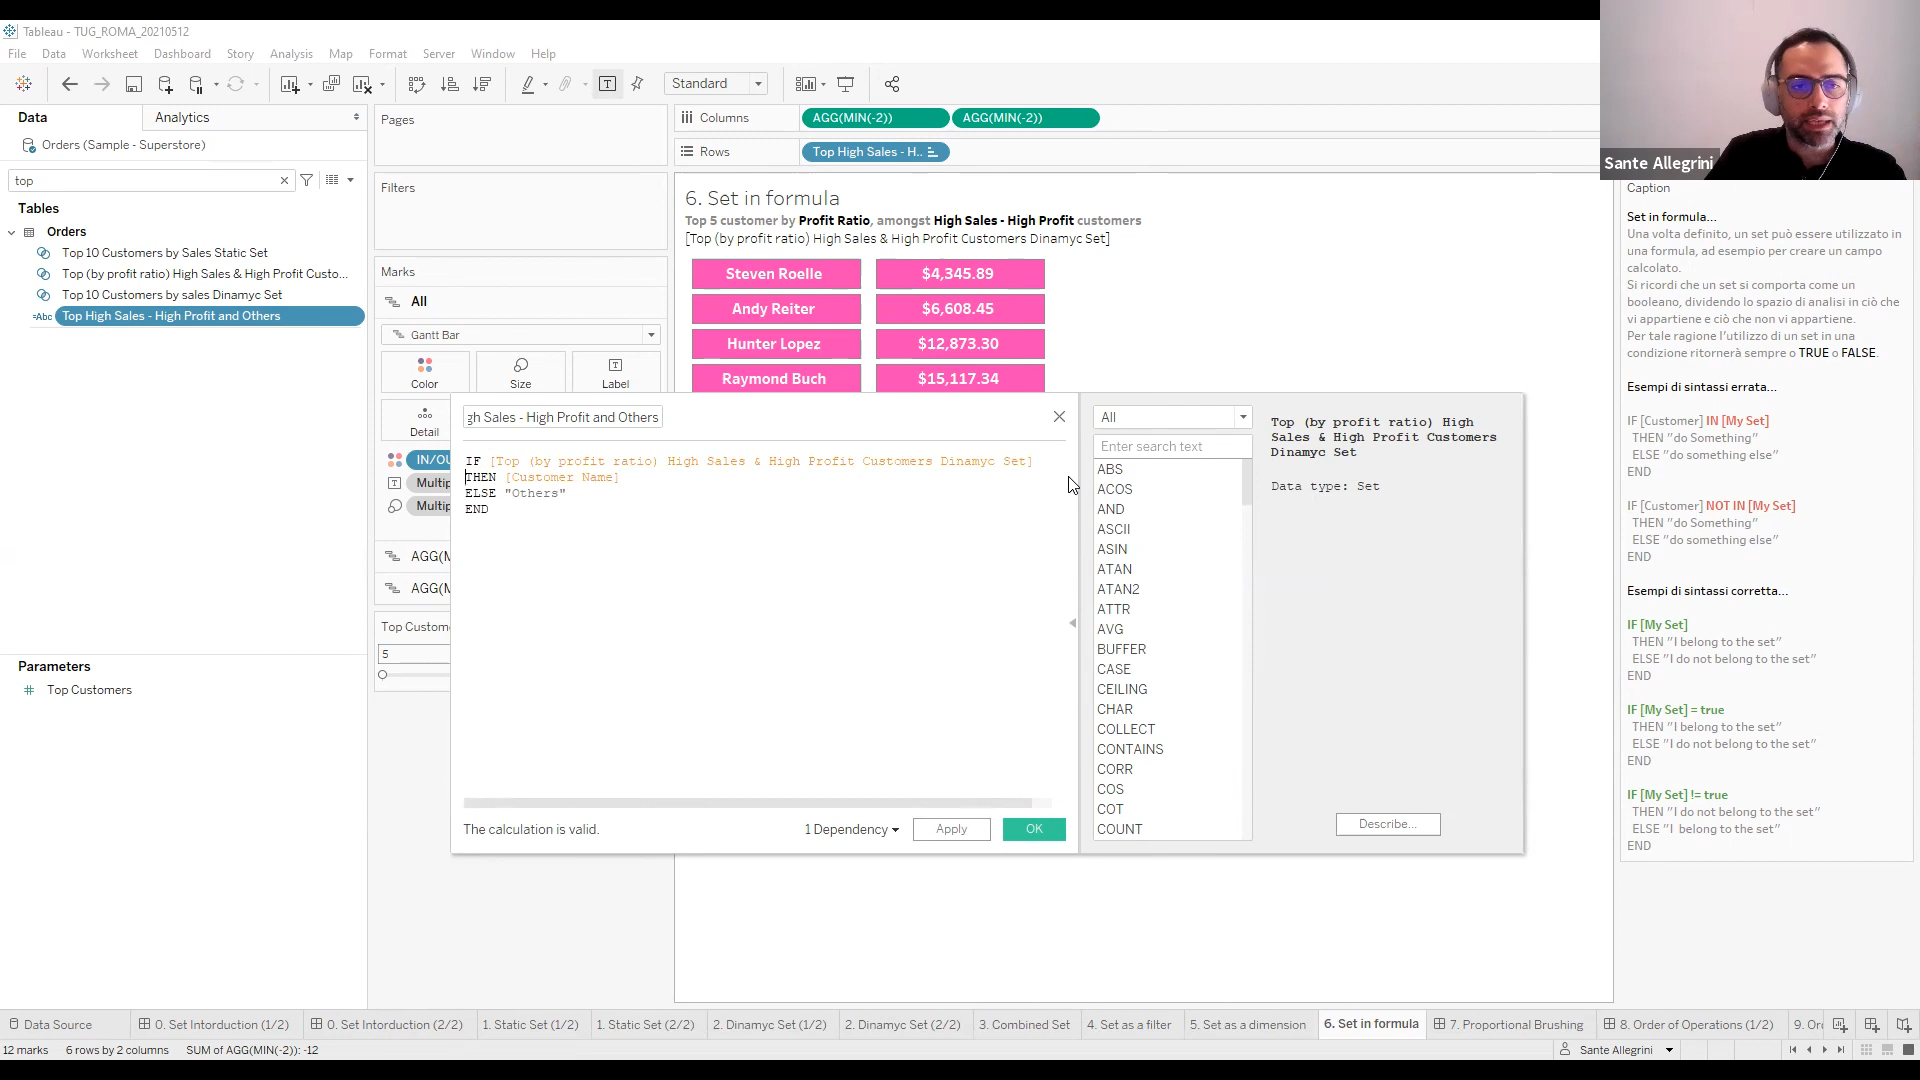 Tableau - TUG_ROMA_20210512
File Data Worksheet Dashboard Story Analysis Map Format Server Window Help
Standard
Data
Analytics
Orders (Sample - Superstore)
top
Tables
Orders
Top 10 Customers by Sales Static Set
Top (by profit ratio) High Sales & High Profit Custo...
Top 10 Customers by sales Dinamyc Set
=Abc Top High Sales - High Profit and Others
Parameters
Top Customers
Pages
Filters
Marks
All
Gantt Bar
Color
Size
Label
Detail
IN/OU
Multip
Multip
AGG(M
AGG(M
Top Custome
5
Columns
AGG(MIN(-2))
AGG(MIN(-2))
Rows
Top High Sales - H..
6. Set in formula
Top 5 customer by Profit Ratio, amongst High Sales - High Profit customers
[Top (by profit ratio) High Sales & High Profit Customers Dinamyc Set]
Steven Roelle $4,345.89
Andy Reiter $6,608.45
Hunter Lopez $12,873.30
Raymond Buch $15,117.34
gh Sales - High Profit and Others
IF [Top (by profit ratio) High Sales & High Profit Customers Dinamyc Set]
THEN [Customer Name]
ELSE "Others"
END
The calculation is valid.
1 Dependency
Apply
OK
All
Enter search text
ABS
ACOS
AND
ASCII
ASIN
ATAN
ATAN2
ATTR
AVG
BUFFER
CASE
CEILING
CHAR
COLLECT
CONTAINS
CORR
COS
COT
COUNT
Top (by profit ratio) High
Sales & High Profit Customers
Dinamyc Set
Data type: Set
Describe...
Sante Allegrini
Caption
Set in formula...
Una volta definito, un set può essere utilizzato in
una formula, ad esempio per creare un campo
calcolato.
Si ricordi che un set si comporta come un
booleano, dividendo lo spazio di analisi in ciò che
vi appartiene e ciò che non vi appartiene.
Per tale ragione l'utilizzo di un set in una
condizione ritornerà sempre o TRUE o FALSE.
Esempi di sintassi errata...
IF [Customer] IN [My Set]
THEN "do Something"
ELSE "do something else"
END
IF [Customer] NOT IN [My Set]
THEN "do Something"
ELSE "do something else"
END
Esempi di sintassi corretta...
IF [My Set]
THEN "I belong to the set"
ELSE "I do not belong to the set"
END
IF [My Set] = true
THEN "I belong to the set"
ELSE "I do not belong to the set"
END
IF [My Set] != true
THEN "I do not belong to the set"
ELSE "I belong to the set"
END
Data Source
0. Set Intorduction (1/2)
0. Set Intorduction (2/2)
1. Static Set (1/2)
1. Static Set (2/2)
2. Dinamyc Set (1/2)
2. Dinamyc Set (2/2)
3. Combined Set
4. Set as a filter
5. Set as a dimension
6. Set in formula
7. Proportional Brushing
8. Order of Operations (1/2)
9. Or
12 marks 6 rows by 2 columns SUM of AGG(MIN(-2)): -12
Sante Allegrini